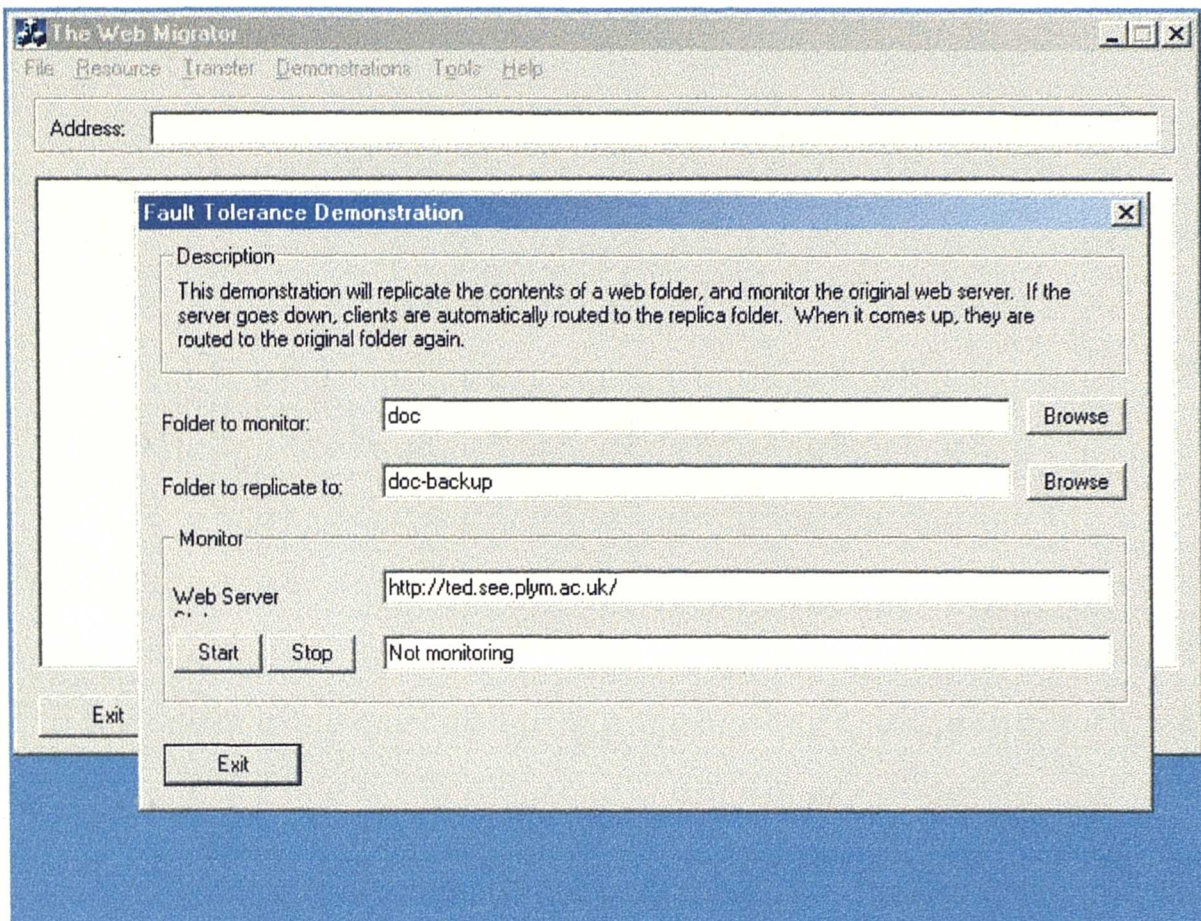 The Web Migrator
File Resource Transfer Demonstrations Tools Help
Address:
Fault Tolerance Demonstration
Description
This demonstration will replicate the contents of a web folder, and monitor the original web server. If the
server goes down, clients are automatically routed to the replica folder. When it comes up, they are
routed to the original folder again.
Folder to monitor: doc Browse
Folder to replicate to: doc-backup Browse
Monitor
Web Server http://ted.see.plym.ac.uk/
Start Stop Not monitoring
Exit
Exit